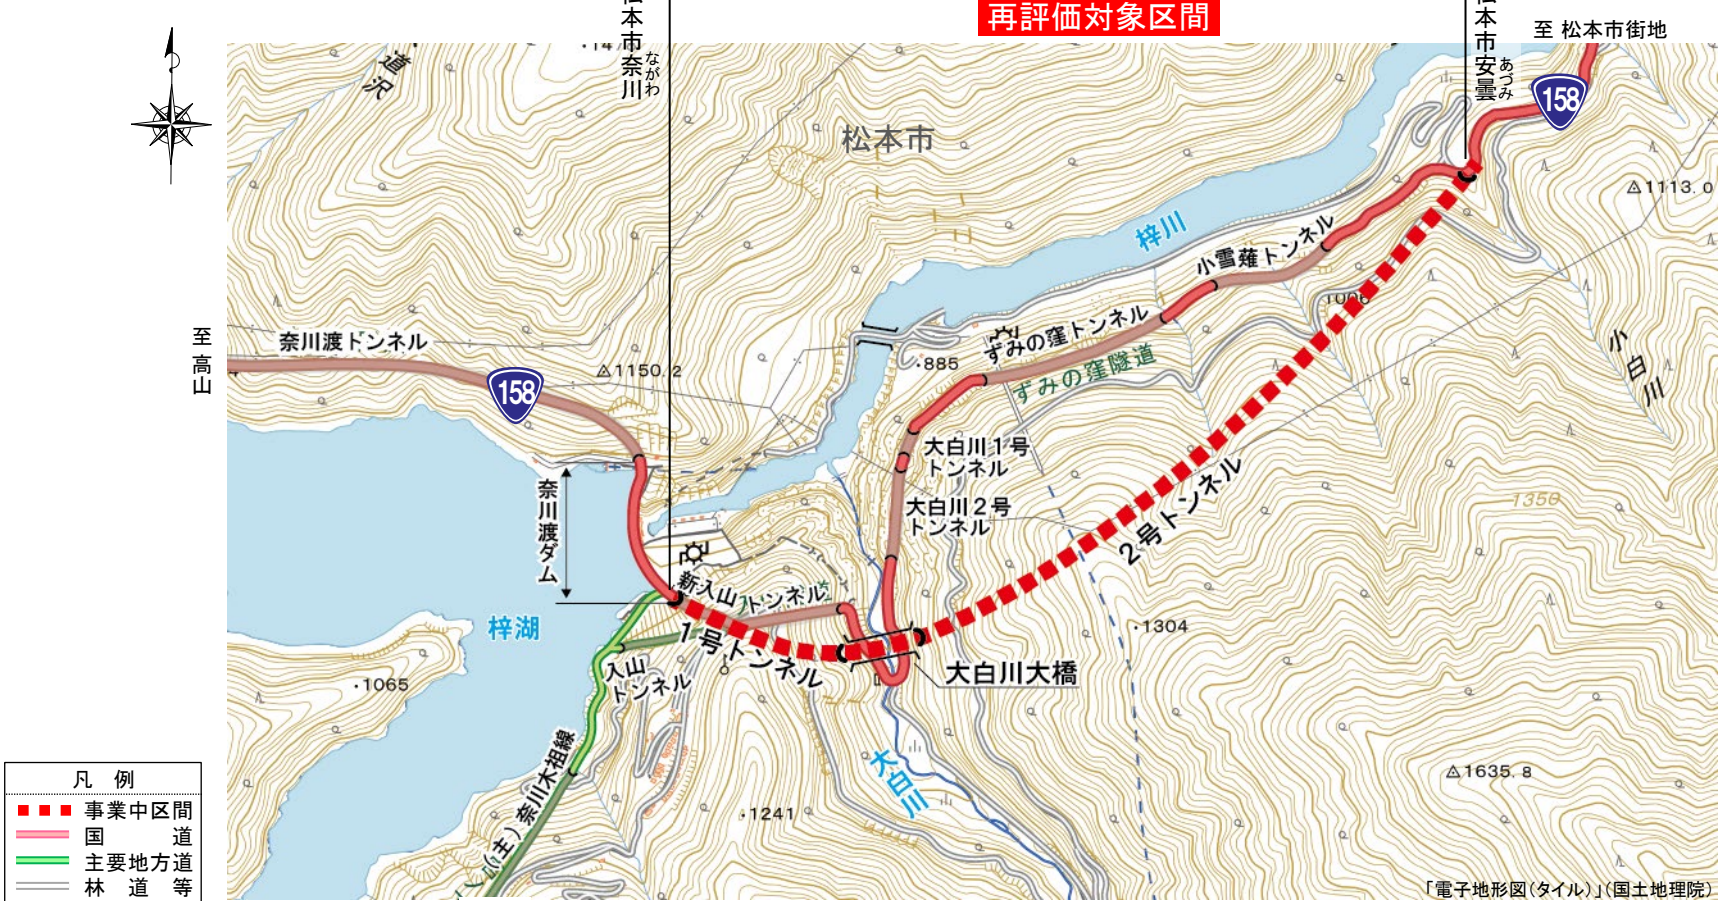 再評価対象区間
松本市奈川
ながわ
松本市安曇
あづみ
至 松本市街地
158
道沢
松本市
1113.0
梓川
小雪薙トンネル
1006
至高山
奈川渡トンネル
1150.2
158
885
ずみの窪トンネル
ずみの窪隧道
小白川
大白川1号
トンネル
奈川渡ダム
大白川2号
トンネル
1350
2号トンネル
新入山トンネル
梓湖
1号トンネル
1304
入山
トンネル
大白川大橋
1065
(主)奈川木祖線
大白川
1635.8
1241
凡 例
事業中区間
国 道
主要地方道
林 道 等
「電子地形図(タイル)」(国土地理院)